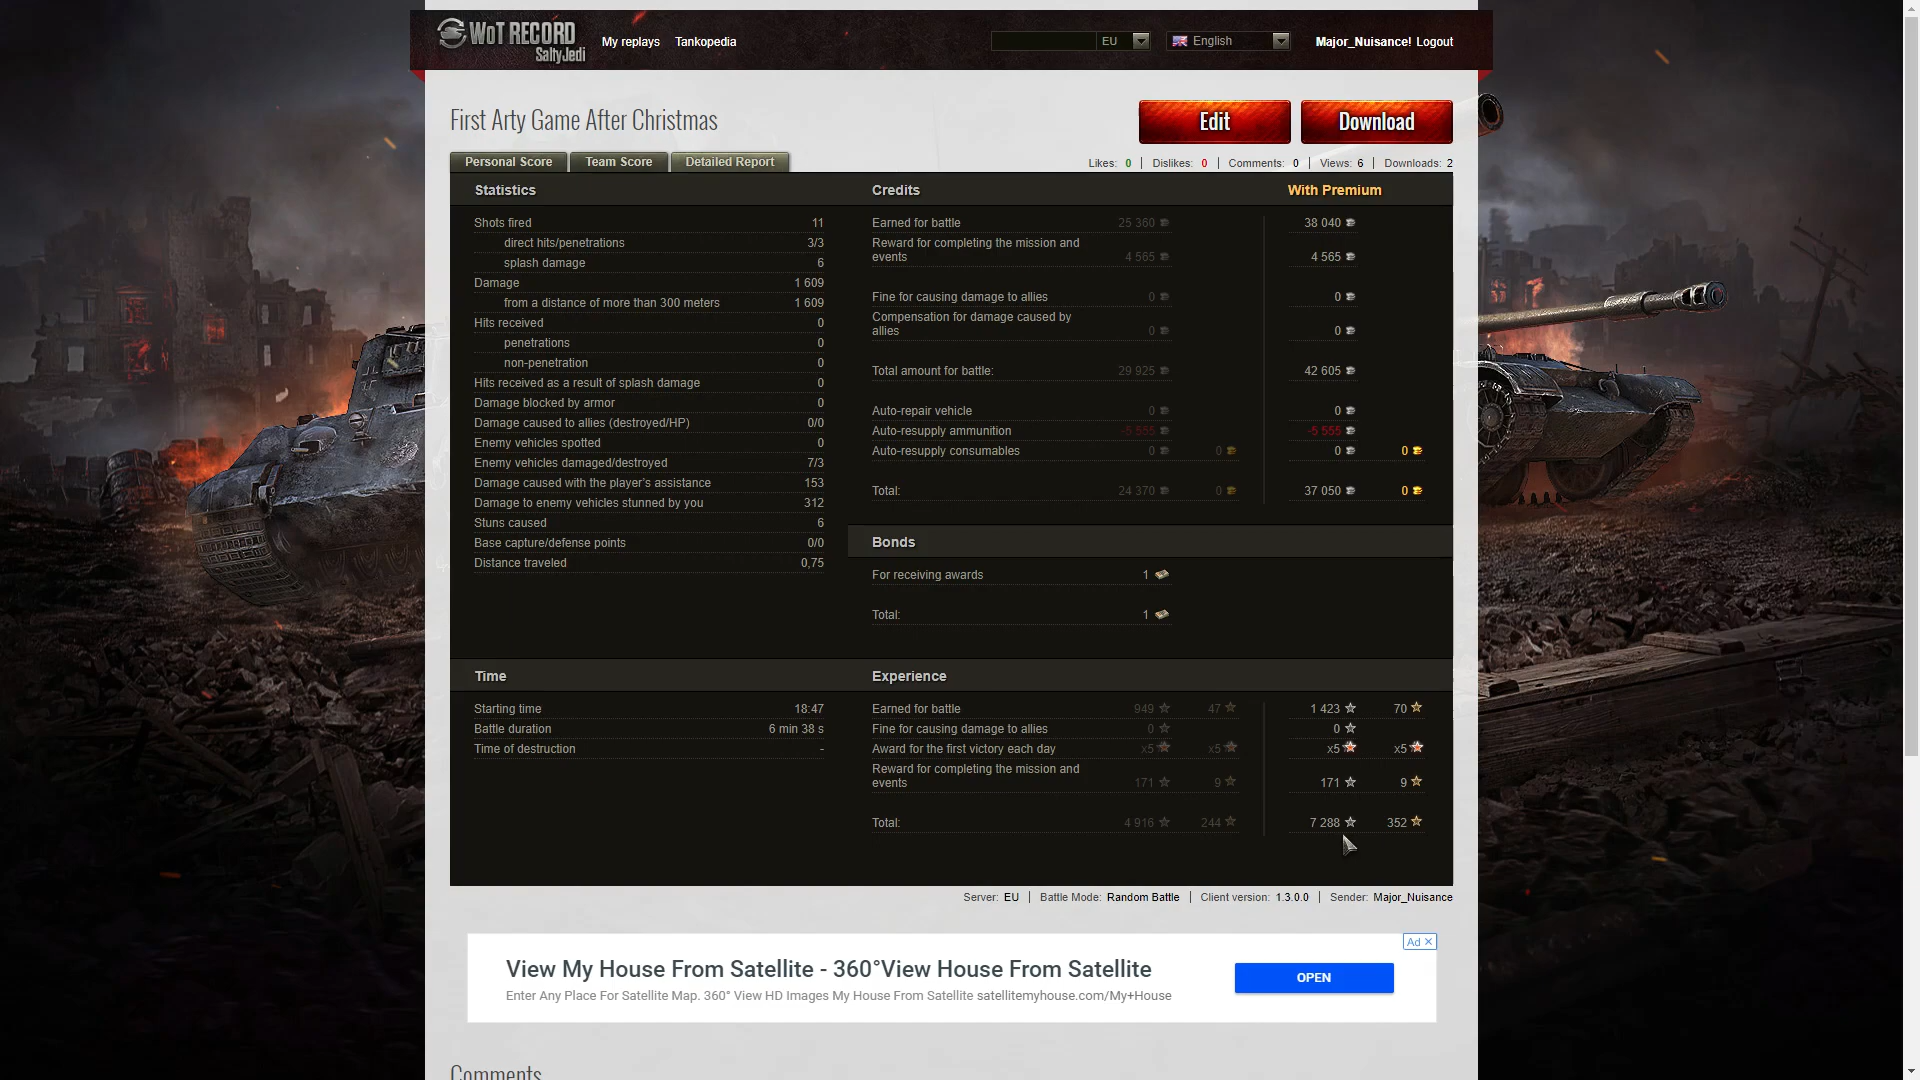 WoT RECORD
SaltyJedi
My replays Tankopedia
EU
English
Major_Nuisance! Logout
First Arty Game After Christmas
Edit
Download
Personal Score
Team Score
Detailed Report
Likes: 0 | Dislikes: 0 | Comments: 0 | Views: 6 | Downloads: 2
Statistics
Shots fired 11
direct hits/penetrations 3/3
splash damage 6
Damage 1 609
from a distance of more than 300 meters 1 609
Hits received 0
penetrations 0
non-penetration 0
Hits received as a result of splash damage 0
Damage blocked by armor 0
Damage caused to allies (destroyed/HP) 0/0
Enemy vehicles spotted 0
Enemy vehicles damaged/destroyed 7/3
Damage caused with the player's assistance 153
Damage to enemy vehicles stunned by you 312
Stuns caused 6
Base capture/defense points 0/0
Distance traveled 0,75
Credits With Premium
Earned for battle 25 360 38 040
Reward for completing the mission and
events 4 565 4 565
Fine for causing damage to allies 0 0
Compensation for damage caused by
allies 0 0
Total amount for battle: 29 925 42 605
Auto-repair vehicle 0 0
Auto-resupply ammunition -5 555 -5 555
Auto-resupply consumables 0 0 0 0
Total: 24 370 0 37 050 0
Bonds
For receiving awards 1
Total: 1
Time
Starting time 18:47
Battle duration 6 min 38 s
Time of destruction -
Experience
Earned for battle 949 47 1 423 70
Fine for causing damage to allies 0 0
Award for the first victory each day x5 x5 x5 x5
Reward for completing the mission and
events 171 9 171 9
Total: 4 916 244 7 288 352
Server: EU | Battle Mode: Random Battle | Client version: 1.3.0.0 | Sender: Major_Nuisance
Ad
View My House From Satellite - 360°View House From Satellite
Enter Any Place For Satellite Map. 360° View HD Images My House From Satellite satellitemyhouse.com/My+House
OPEN
Comments